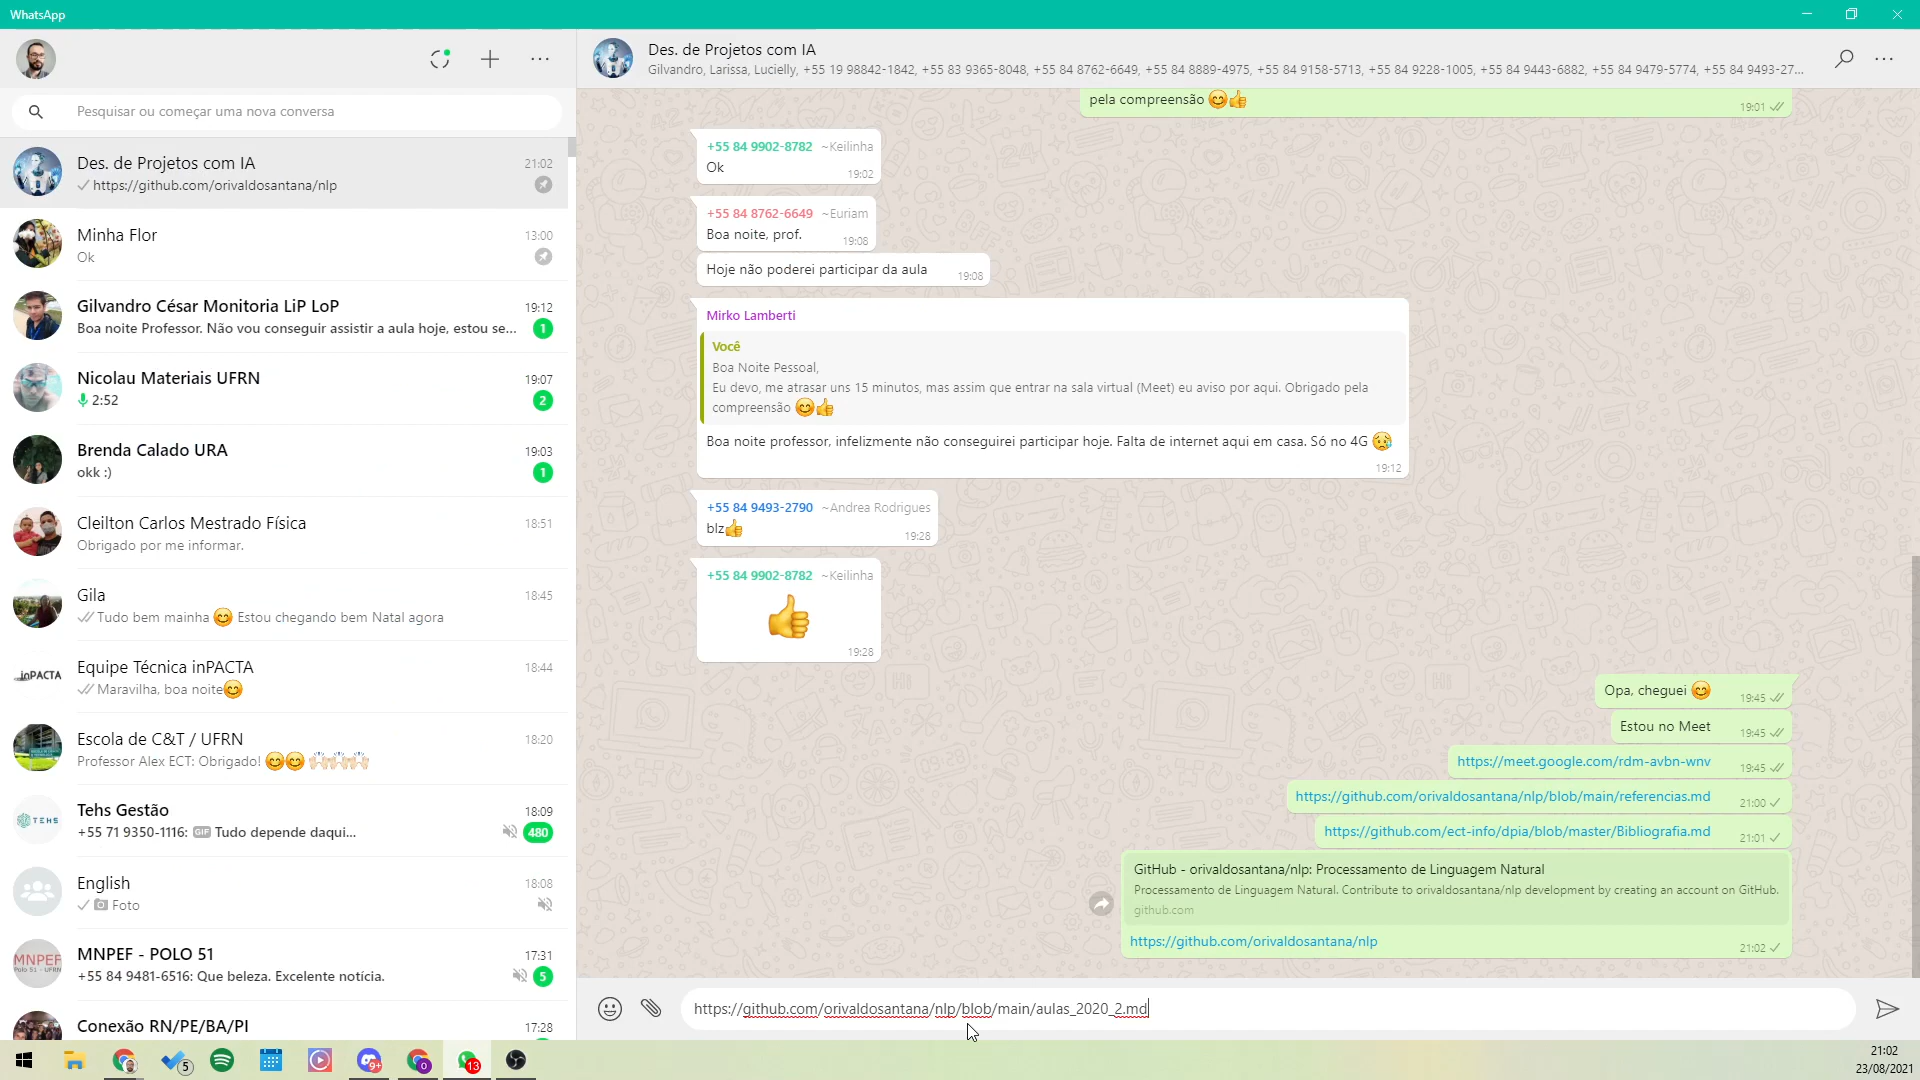 WhatsApp
Pesquisar ou começar uma nova conversa
Des. de Projetos com IA
21:02
https://github.com/orivaldosantana/nlp
Minha Flor
13:00
Ok
Gilvandro César Monitoria LiP LoP
19:12
Boa noite Professor. Não vou conseguir assistir a aula hoje, estou se...
1
Nicolau Materiais UFRN
19:07
2:52
2
Brenda Calado URA
19:03
okk :)
1
Cleilton Carlos Mestrado Física
18:51
Obrigado por me informar.
Gila
18:45
Tudo bem mainha 😊 Estou chegando bem Natal agora
inPACTA
Equipe Técnica inPACTA
18:44
Maravilha, boa noite😊
Escola de C&T / UFRN
18:20
Professor Alex ECT: Obrigado! 😊😊 🙌🏻🙌🏻🙌🏻
TEHS
Tehs Gestão
18:09
+55 71 9350-1116: GIF Tudo depende daqui...
480
English
18:08
Foto
MNPEF
Polo 51 - UFRN
MNPEF - POLO 51
17:31
+55 84 9481-6516: Que beleza. Excelente notícia.
5
Conexão RN/PE/BA/PI
17:28
Des. de Projetos com IA
Gilvandro, Larissa, Lucielly, +55 19 98842-1842, +55 83 9365-8048, +55 84 8762-6649, +55 84 8889-4975, +55 84 9158-5713, +55 84 9228-1005, +55 84 9443-6882, +55 84 9479-5774, +55 84 9493-27...
pela compreensão 😊👍
19:01
+55 84 9902-8782 ~Keilinha
Ok
19:02
+55 84 8762-6649 ~Euriam
Boa noite, prof.
19:08
Hoje não poderei participar da aula
19:08
Mirko Lamberti
Você
Boa Noite Pessoal,
Eu devo, me atrasar uns 15 minutos, mas assim que entrar na sala virtual (Meet) eu aviso por aqui. Obrigado pela
compreensão 😊👍
Boa noite professor, infelizmente não conseguirei participar hoje. Falta de internet aqui em casa. Só no 4G 😢
19:12
+55 84 9493-2790 ~Andrea Rodrigues
blz👍
19:28
+55 84 9902-8782 ~Keilinha
👍
19:28
Opa, cheguei 😊
19:45
Estou no Meet
19:45
https://meet.google.com/rdm-avbn-wnv
19:45
https://github.com/orivaldosantana/nlp/blob/main/referencias.md
21:00
https://github.com/ect-info/dpia/blob/master/Bibliografia.md
21:01
GitHub - orivaldosantana/nlp: Processamento de Linguagem Natural
Processamento de Linguagem Natural. Contribute to orivaldosantana/nlp development by creating an account on GitHub.
github.com
https://github.com/orivaldosantana/nlp
21:02
https://github.com/orivaldosantana/nlp/blob/main/aulas_2020_2.md
5
9+
O
13
21:02
23/08/2021